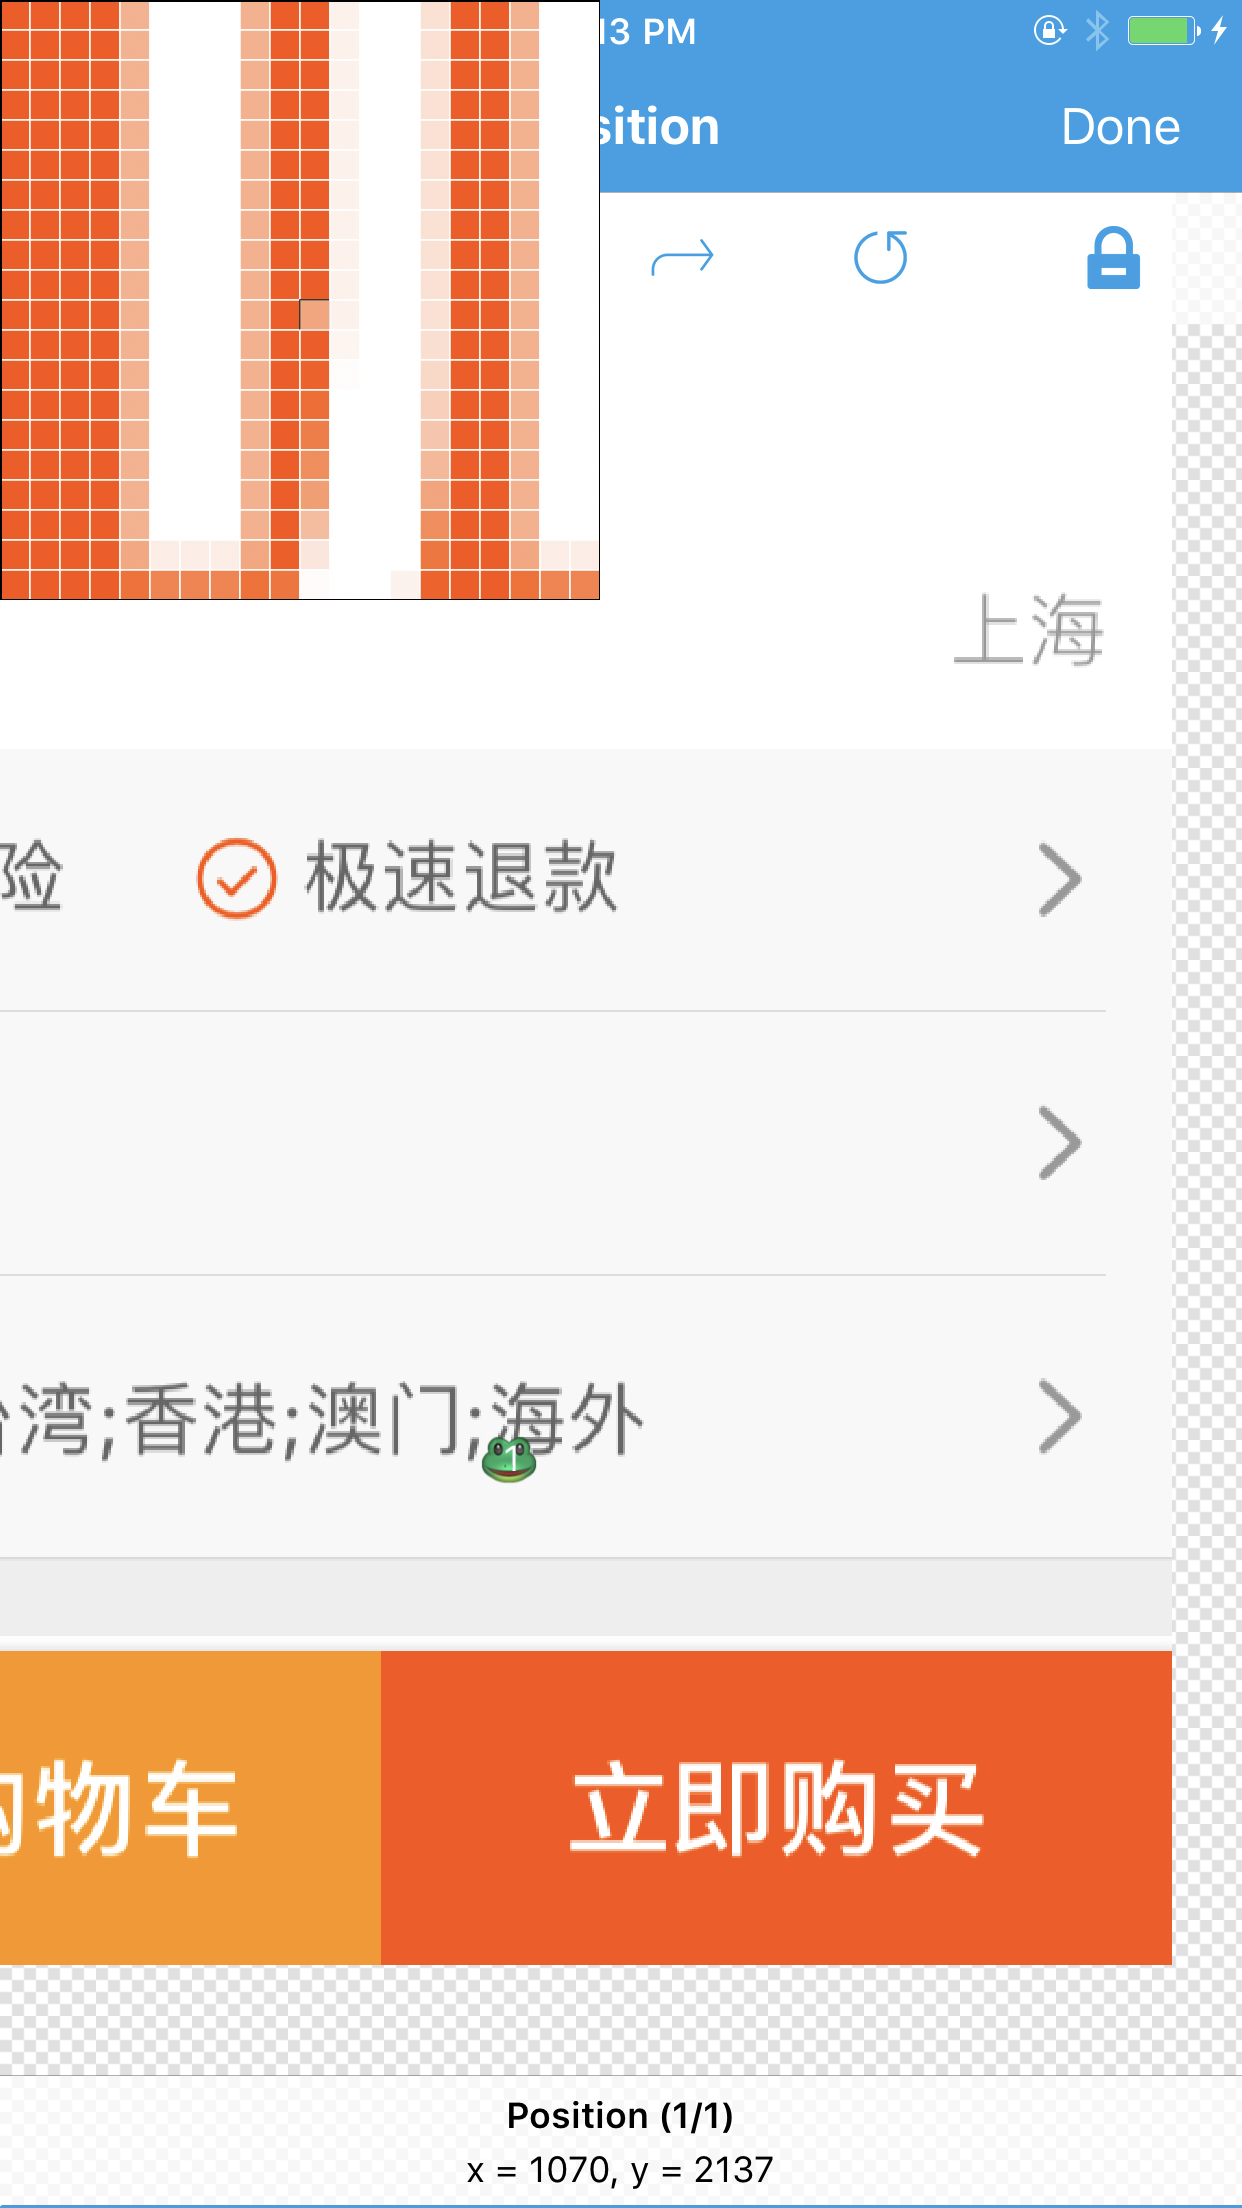 13 PM
sition
Done
上海
险
极速退款
湾;香港;澳门;海外
1
购物车
立即购买
Position (1/1)
x = 1070, y = 2137